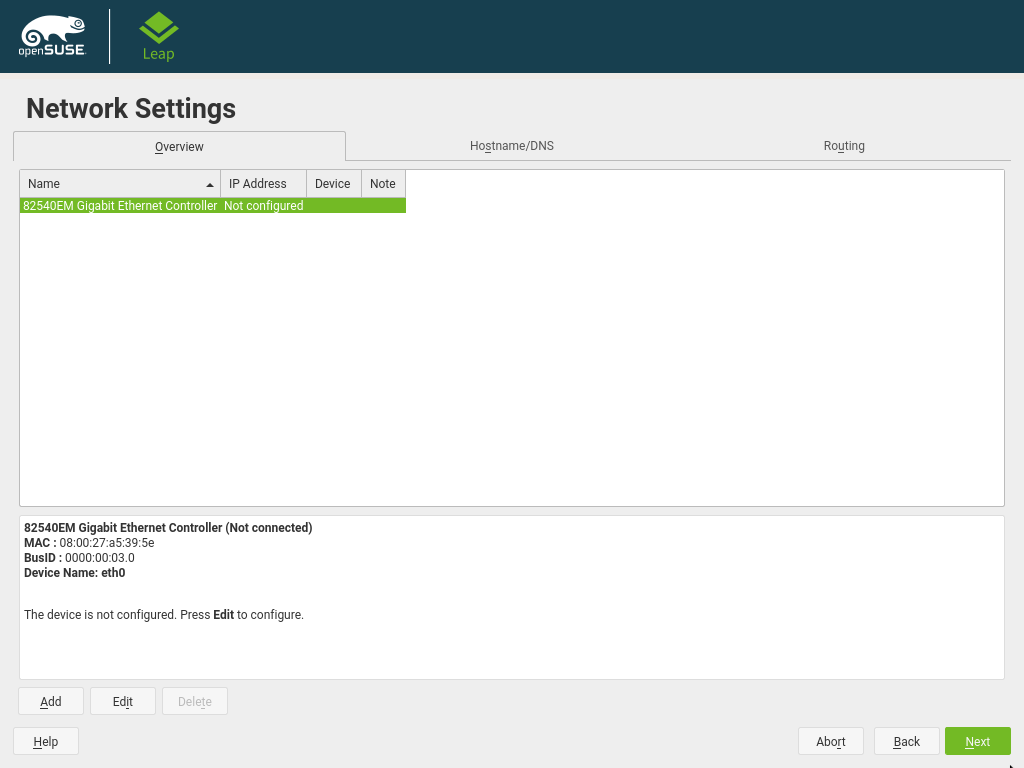 openSUSE
Leap
Network Settings
Overview
Hostname/DNS
Routing
Name IP Address Device Note
82540EM Gigabit Ethernet Controller Not configured
82540EM Gigabit Ethernet Controller (Not connected)
MAC : 08:00:27:a5:39:5e
BusID : 0000:00:03.0
Device Name: eth0
The device is not configured. Press Edit to configure.
Add Edit Delete
Help Abort Back Next